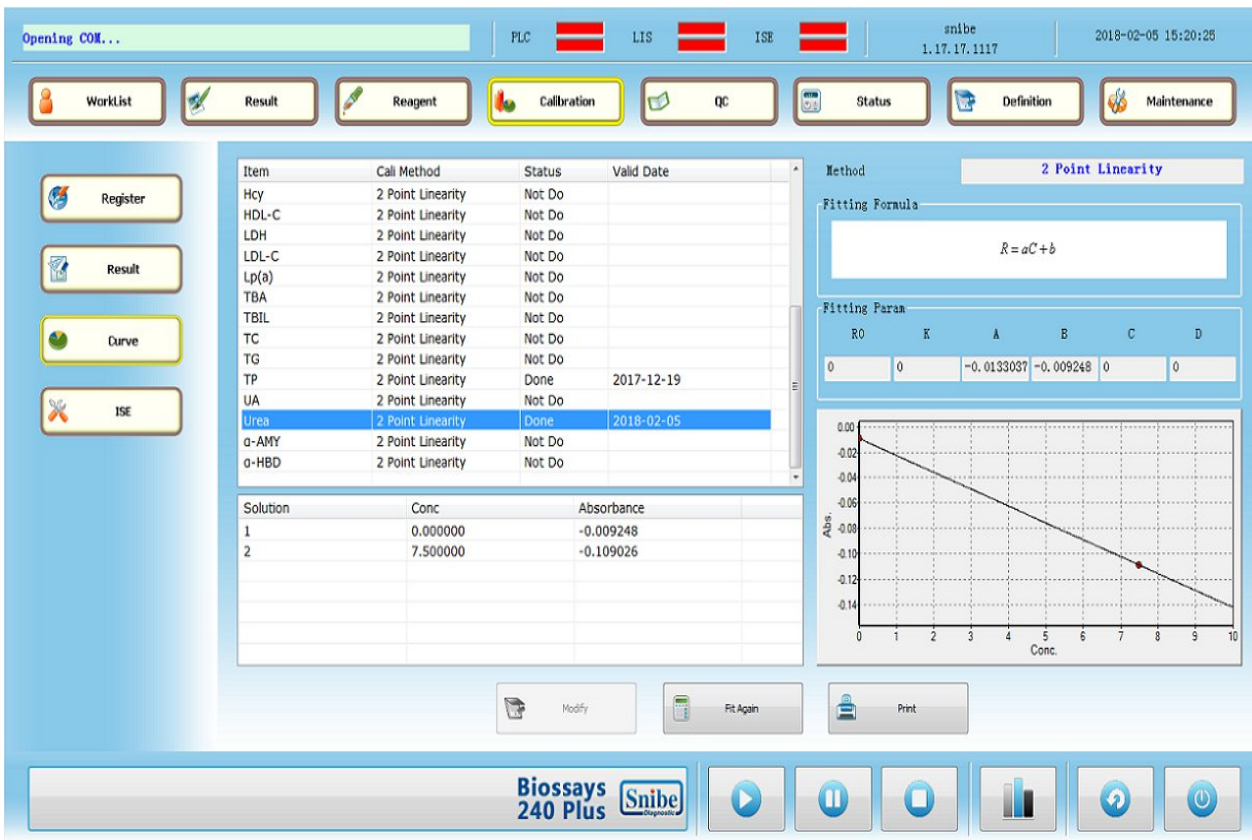 Opening COM... PLC LIS ISE snibe 2018-02-05 15:20:25
1.17.17.1117
WorkList Result Reagent Calibration QC Status Definition Maintenance
Register
Result
Curve
ISE
Item Cali Method Status Valid Date
Hcy 2 Point Linearity Not Do
HDL-C 2 Point Linearity Not Do
LDH 2 Point Linearity Not Do
LDL-C 2 Point Linearity Not Do
Lp(a) 2 Point Linearity Not Do
TBA 2 Point Linearity Not Do
TBIL 2 Point Linearity Not Do
TC 2 Point Linearity Not Do
TG 2 Point Linearity Not Do
TP 2 Point Linearity Done 2017-12-19
UA 2 Point Linearity Not Do
Urea 2 Point Linearity Done 2018-02-05
α-AMY 2 Point Linearity Not Do
α-HBD 2 Point Linearity Not Do
Solution Conc Absorbance
1 0.000000 -0.009248
2 7.500000 -0.109026
Method 2 Point Linearity
Fitting Formula
R=aC+b
Fitting Param
R0 K A B C D
0 0 -0.0133037 -0.009248 0 0
0.00
-0.02
-0.04
-0.06
-0.08
-0.10
-0.12
-0.14
Abs.
0 1 2 3 4 5 6 7 8 9 10
Conc.
Modify Fit Again Print
Biossays
240 Plus
Snibe
Diagnostic